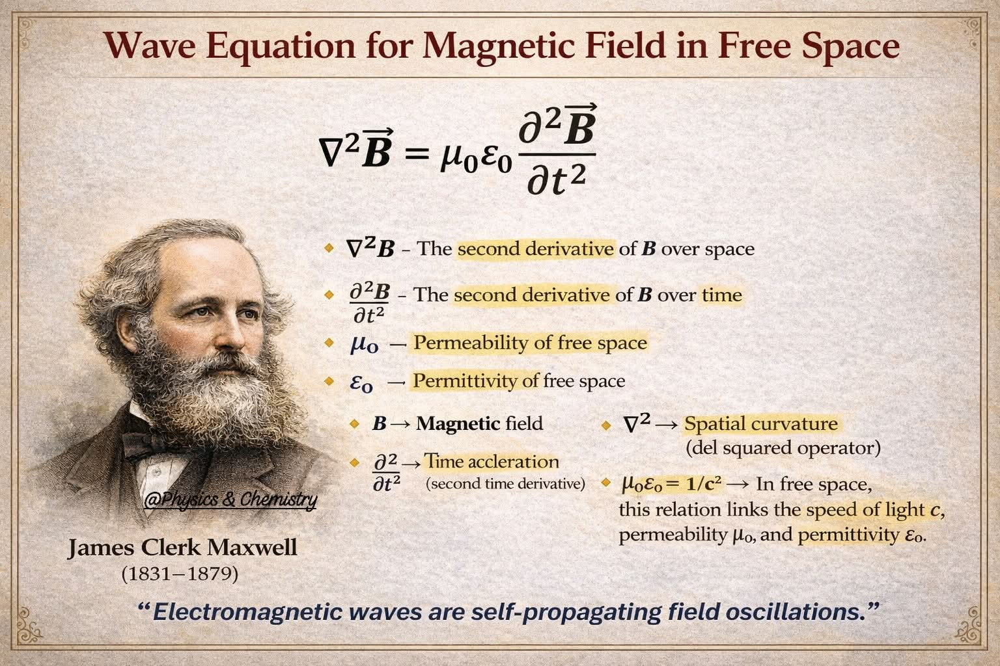 Wave Equation for Magnetic Field in Free Space
∇²B⃗ = μ₀ε₀ ∂²B⃗/∂t²
∇²B – The second derivative of B over space
∂²B/∂t² – The second derivative of B over time
μ₀ — Permeability of free space
ε₀ → Permittivity of free space
B → Magnetic field
∂²/∂t² → Time accleration
(second time derivative)
∇² → Spatial curvature
(del squared operator)
μ₀ε₀ = 1/c² → In free space,
this relation links the speed of light c,
permeability μ₀, and permittivity ε₀.
@Physics & Chemistry
James Clerk Maxwell
(1831–1879)
“Electromagnetic waves are self-propagating field oscillations.”